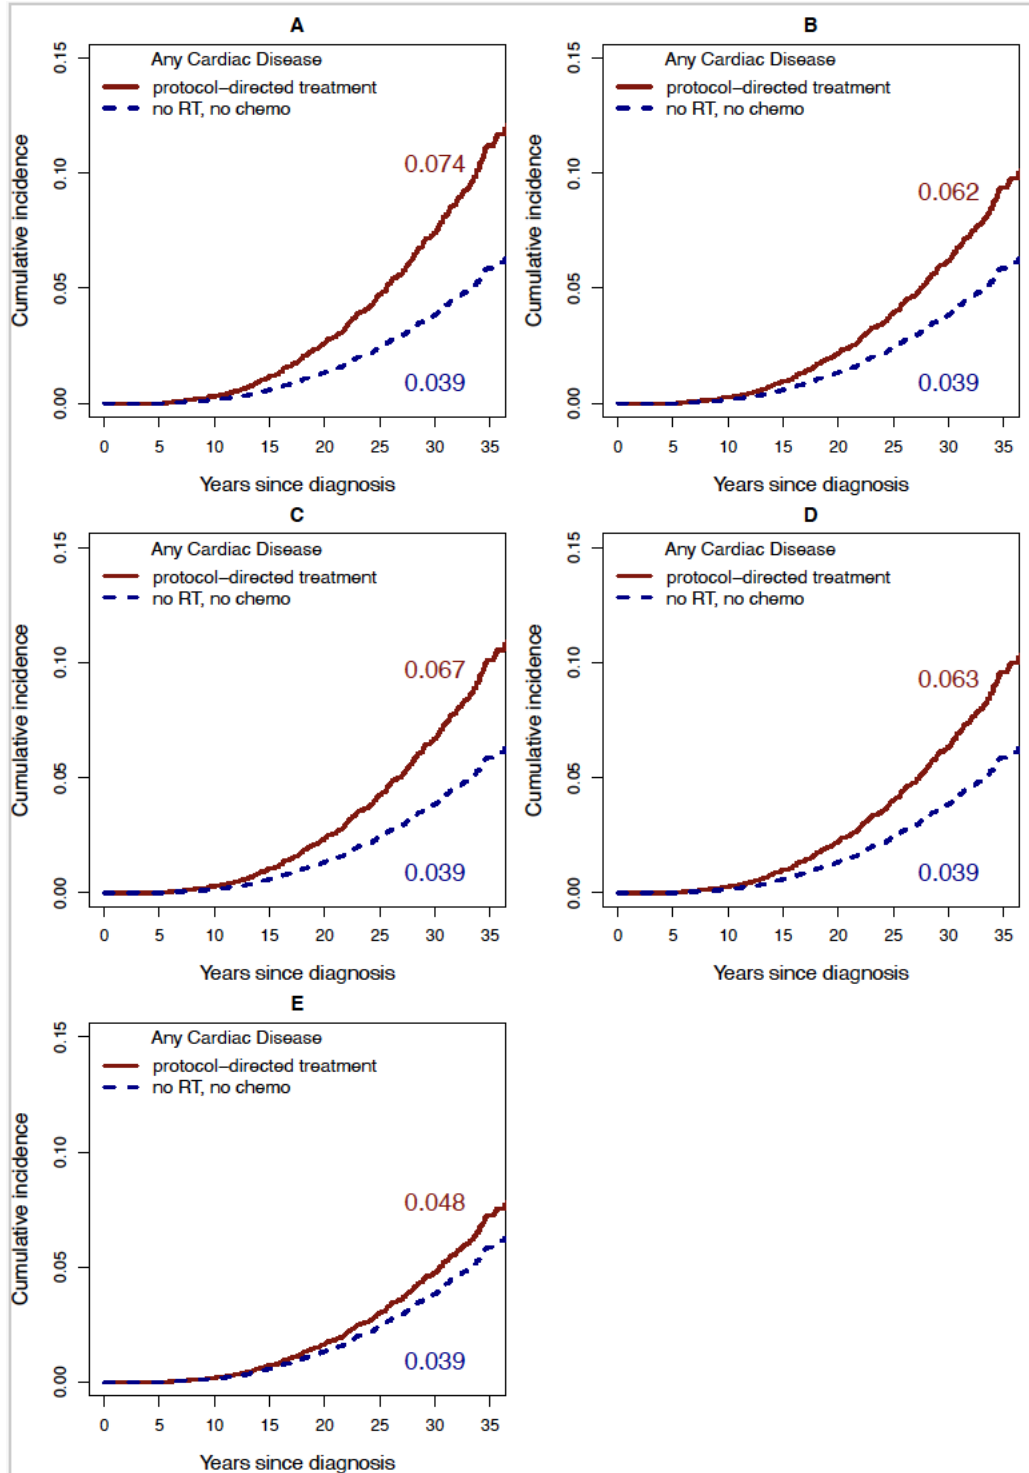 A
Any Cardiac Disease
protocol–directed treatment
no RT, no chemo
0.15
0.10
0.05
0.00
Cumulative incidence
0.074
0.039
0 5 10 15 20 25 30 35
Years since diagnosis
B
Any Cardiac Disease
protocol–directed treatment
no RT, no chemo
0.15
0.10
0.05
0.00
Cumulative incidence
0.062
0.039
0 5 10 15 20 25 30 35
Years since diagnosis
C
Any Cardiac Disease
protocol–directed treatment
no RT, no chemo
0.15
0.10
0.05
0.00
Cumulative incidence
0.067
0.039
0 5 10 15 20 25 30 35
Years since diagnosis
D
Any Cardiac Disease
protocol–directed treatment
no RT, no chemo
0.15
0.10
0.05
0.00
Cumulative incidence
0.063
0.039
0 5 10 15 20 25 30 35
Years since diagnosis
E
Any Cardiac Disease
protocol–directed treatment
no RT, no chemo
0.15
0.10
0.05
0.00
Cumulative incidence
0.048
0.039
0 5 10 15 20 25 30 35
Years since diagnosis